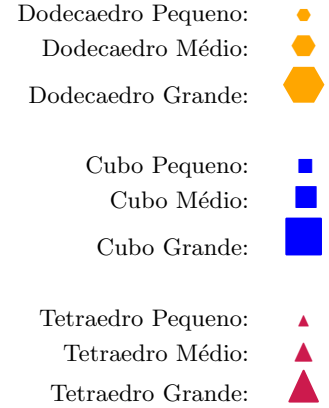 Dodecaedro Pequeno:
Dodecaedro Médio:
Dodecaedro Grande:
Cubo Pequeno:
Cubo Médio:
Cubo Grande:
Tetraedro Pequeno:
Tetraedro Médio:
Tetraedro Grande: